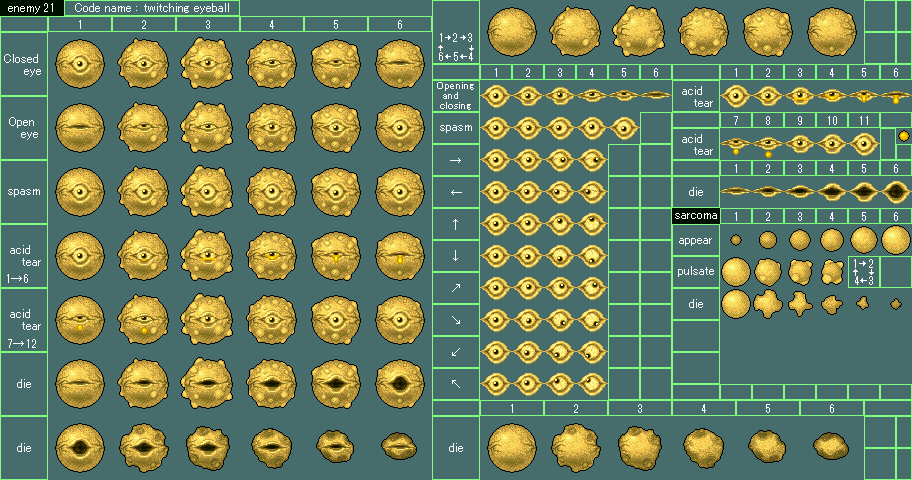 enemy 21
Code name : twitching eyeball
1 2 3 4 5 6
Closed
eye
Open
eye
spasm
acid
tear
1→6
acid
tear
7→12
die
die
1→2→3
↑ ↓
6←5←4
1 2 3 4 5 6
Opening
and
closing
spasm
→
←
↑
↓
↗
↘
↙
↖
1 2 3 4 5 6
die
1 2 3 4 5 6
acid
tear
7 8 9 10 11
acid
tear
1 2 3 4 5 6
die
sarcoma
1 2 3 4 5 6
appear
pulsate
1→2
↑ ↓
4←3
die